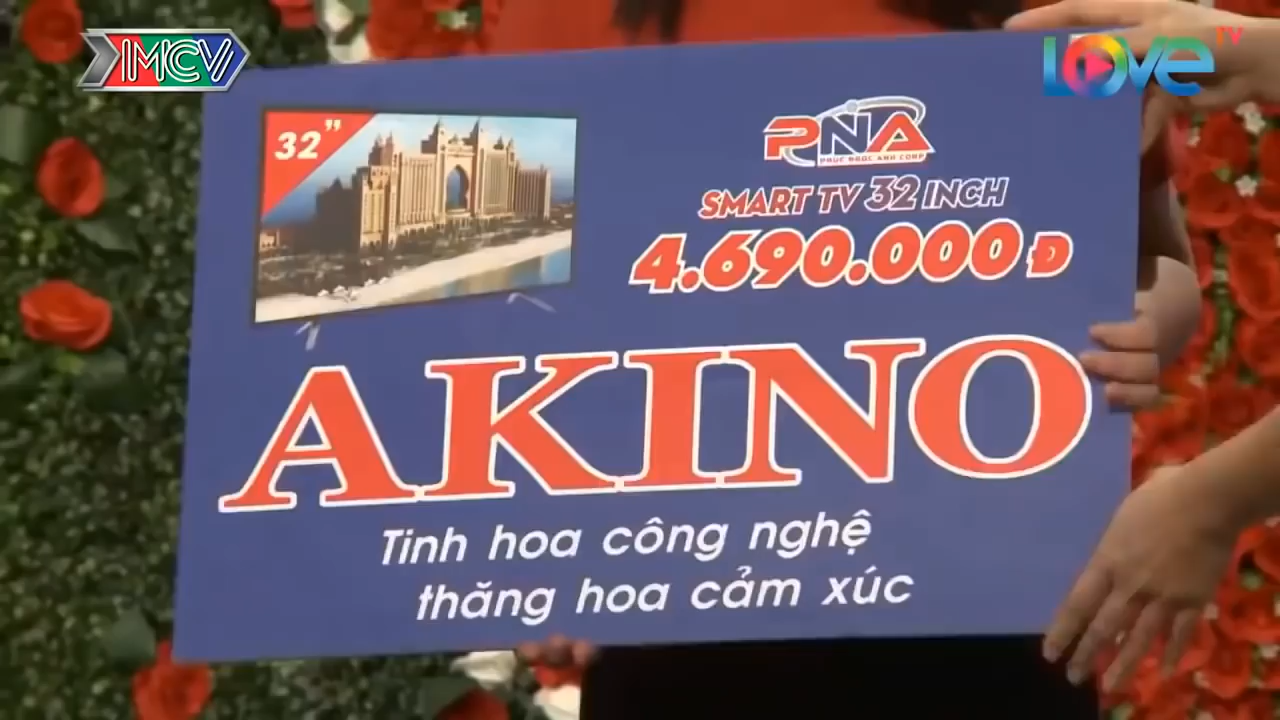 MCV
LOVE TV
32”
PNA
PHUC NGOC ANH CORP
SMART TV 32 INCH
4.690.000 Đ
AKINO
Tinh hoa công nghệ
thăng hoa cảm xúc